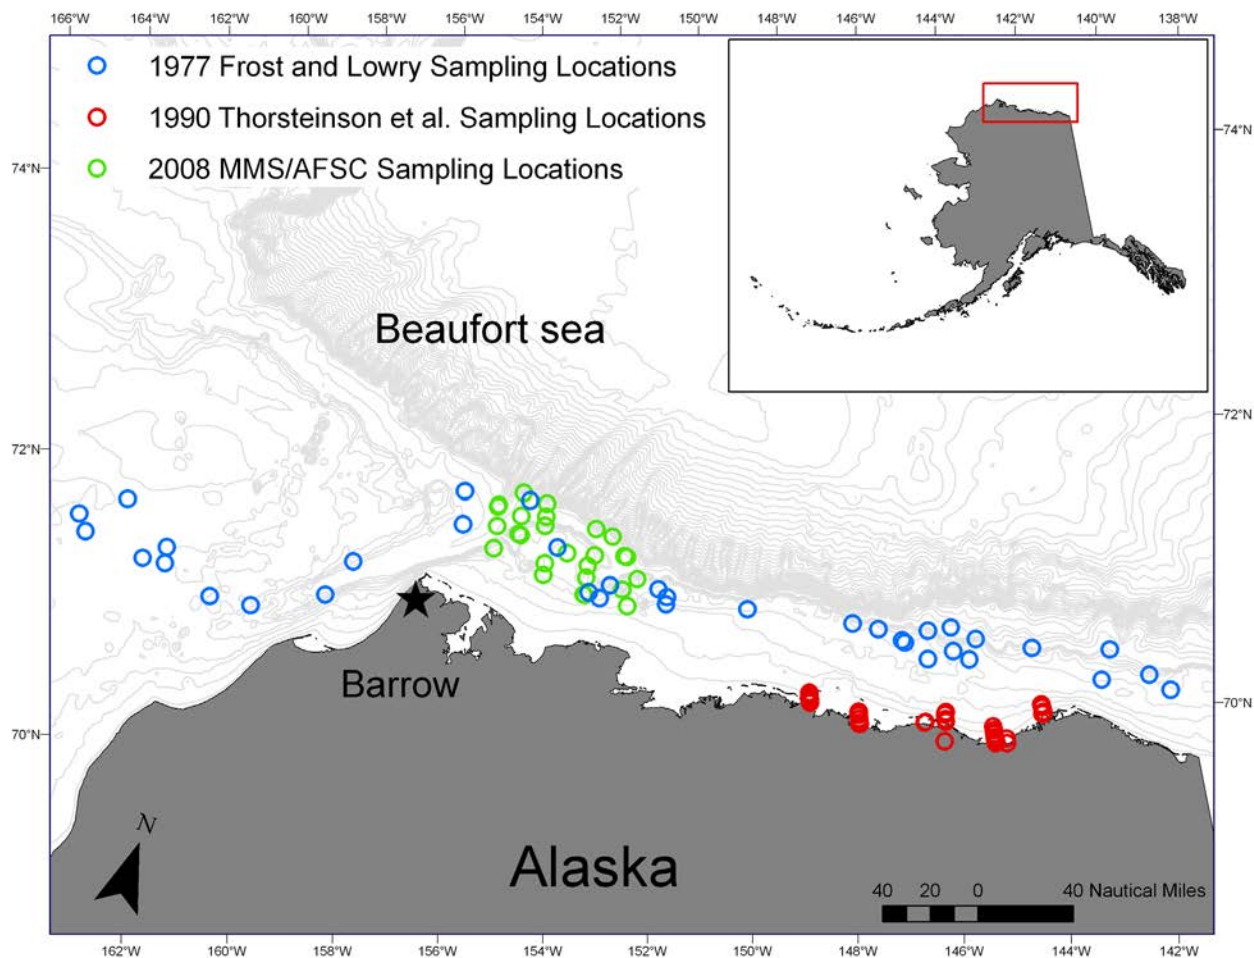 166°W 164°W 162°W 160°W 158°W 156°W 154°W 152°W 150°W 148°W 146°W 144°W 142°W 140°W 138°W
1977 Frost and Lowry Sampling Locations
1990 Thorsteinson et al. Sampling Locations
2008 MMS/AFSC Sampling Locations
74°N
74°N
Beaufort sea
72°N
72°N
Barrow
70°N
70°N
N
Alaska
40 20 0 40 Nautical Miles
162°W 160°W 158°W 156°W 154°W 152°W 150°W 148°W 146°W 144°W 142°W